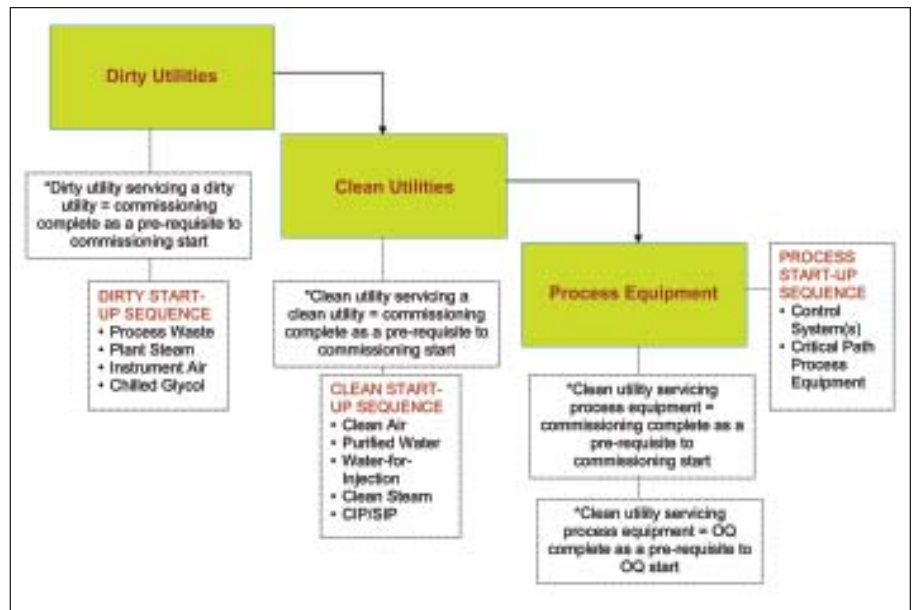 Dirty Utilities
*Dirty utility servicing a dirty
utility = commissioning
complete as a pre-requisite to
commissioning start
DIRTY START-
UP SEQUENCE
• Process Waste
• Plant Steam
• Instrument Air
• Chilled Glycol
Clean Utilities
*Clean utility servicing a
clean utility = commissioning
complete as a pre-requisite to
commissioning start
CLEAN START-
UP SEQUENCE
• Clean Air
• Purified Water
• Water-for-
Injection
• Clean Steam
• CIP/SIP
Process Equipment
PROCESS
START-UP
SEQUENCE
• Control
System(s)
• Critical Path
Process
Equipment
*Clean utility servicing
process equipment =
commissioning complete as a
pre-requisite to
commissioning start
*Clean utility servicing
process equipment = OQ
complete as a pre-requisite to
OQ start